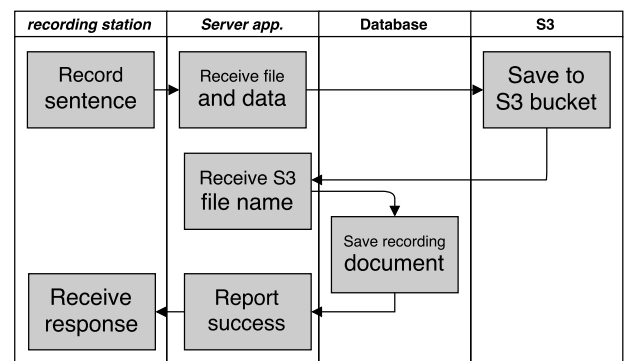 recording station
Server app.
Database
S3
Record
sentence
Receive file
and data
Save to
S3 bucket
Receive S3
file name
Save recording
document
Receive
response
Report
success